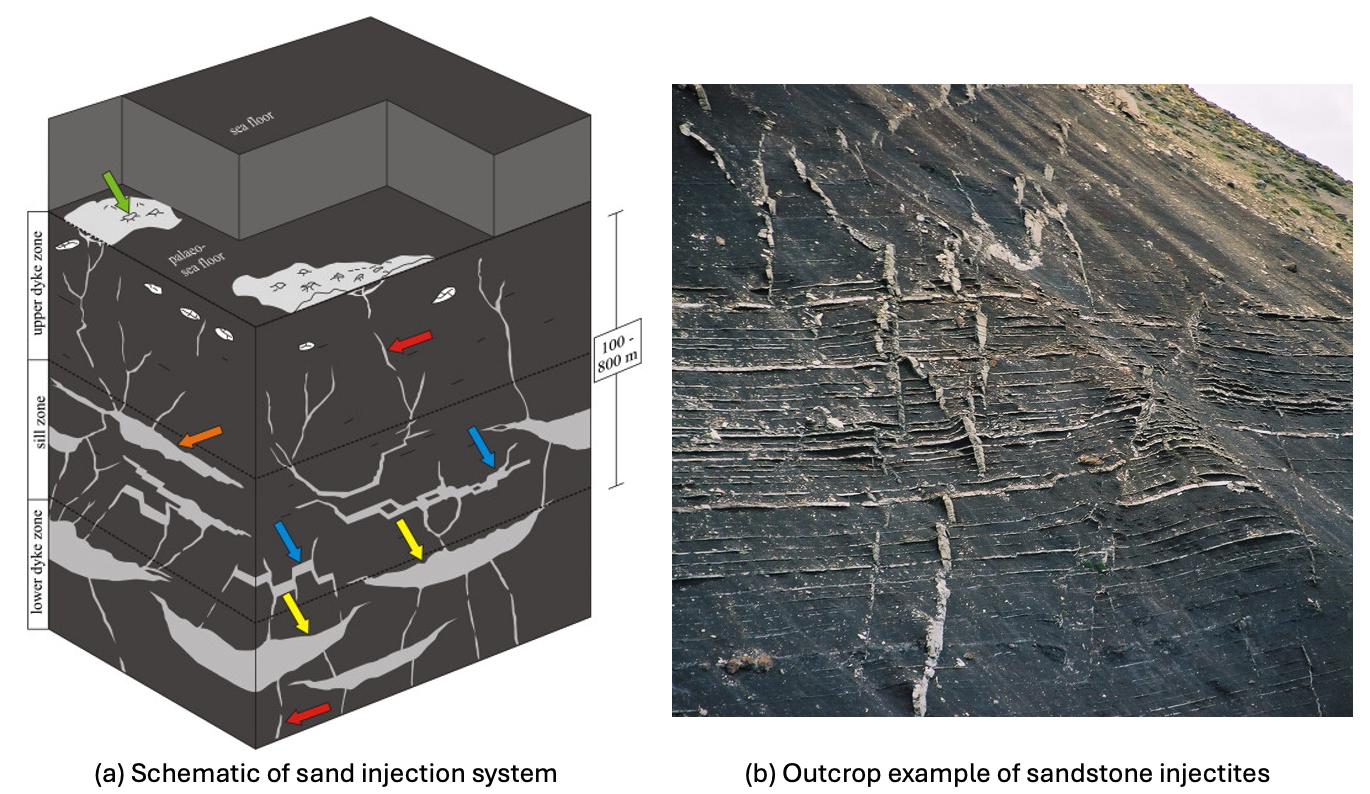 sea floor
palaeo-
sea floor
upper dyke zone
sill zone
lower dyke zone
100 -
800 m
(a) Schematic of sand injection system
(b) Outcrop example of sandstone injectites